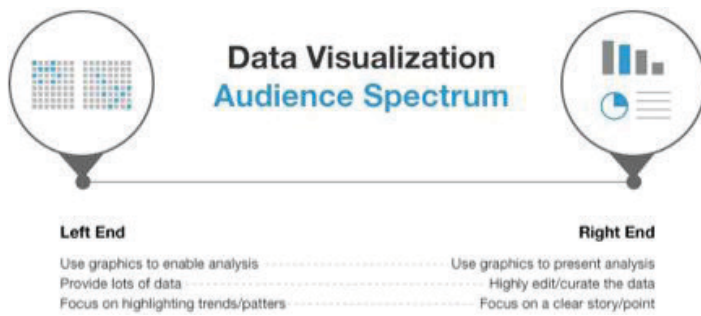 Data Visualization
Audience Spectrum
Left End
Right End
Use graphics to enable analysis
Use graphics to present analysis
Provide lots of data
Highly edit/curate the data
Focus on highlighting trends/patters
Focus on a clear story/point